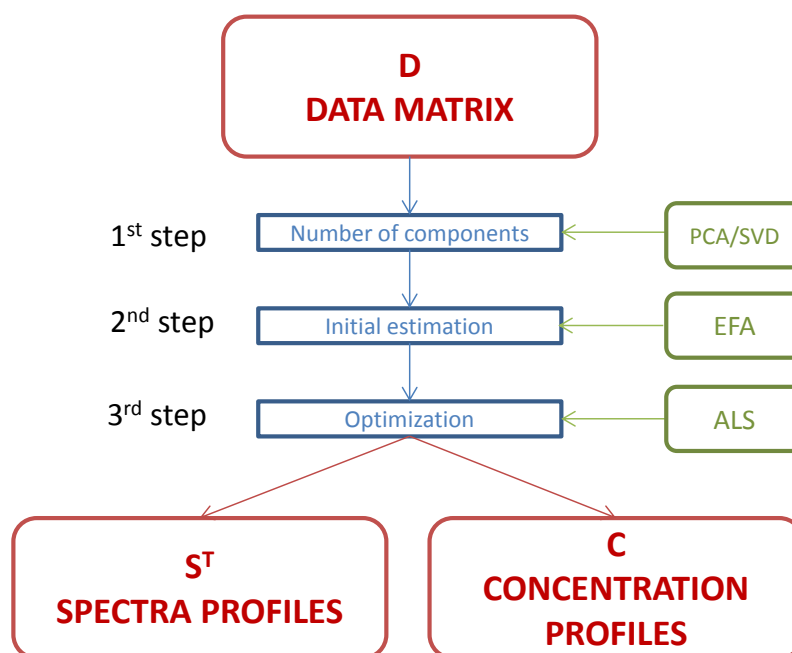 D
DATA MATRIX
1st step
Number of components
PCA/SVD
2nd step
Initial estimation
EFA
3rd step
Optimization
ALS
S^T
SPECTRA PROFILES
C
CONCENTRATION
PROFILES